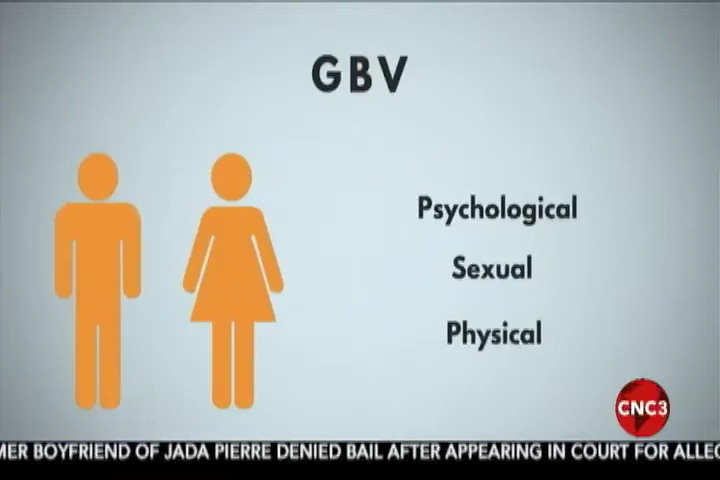 GBV
Psychological
Sexual
Physical
CNC3
BOYFRIEND OF JADA PIERRE DENIED BAIL AFTER APPEARING IN COURT FOR